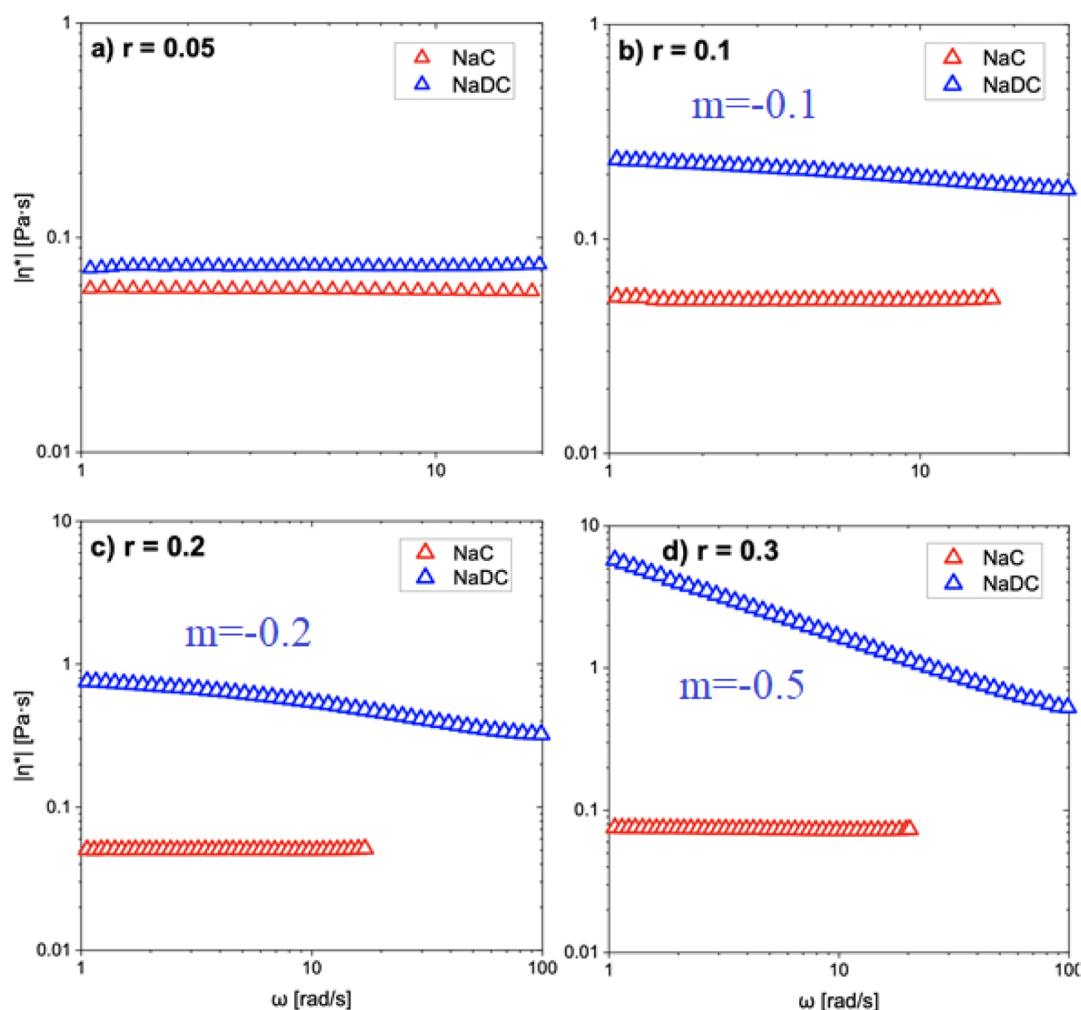 a) r = 0.05
NaC
NaDC
1
0.1
0.01
|η*| [Pa·s]
1
10
b) r = 0.1
NaC
NaDC
m=-0.1
1
0.1
0.01
1
10
c) r = 0.2
NaC
NaDC
m=-0.2
10
1
0.1
0.01
|η*| [Pa·s]
1
10
100
ω [rad/s]
d) r = 0.3
NaC
NaDC
m=-0.5
10
1
0.1
0.01
1
10
100
ω [rad/s]